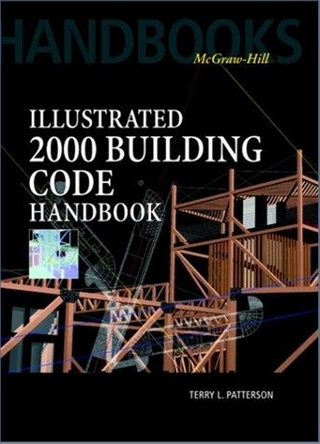 HANDBOOKS
McGraw-Hill
ILLUSTRATED
2000 BUILDING
CODE
HANDBOOK
TERRY L. PATTERSON